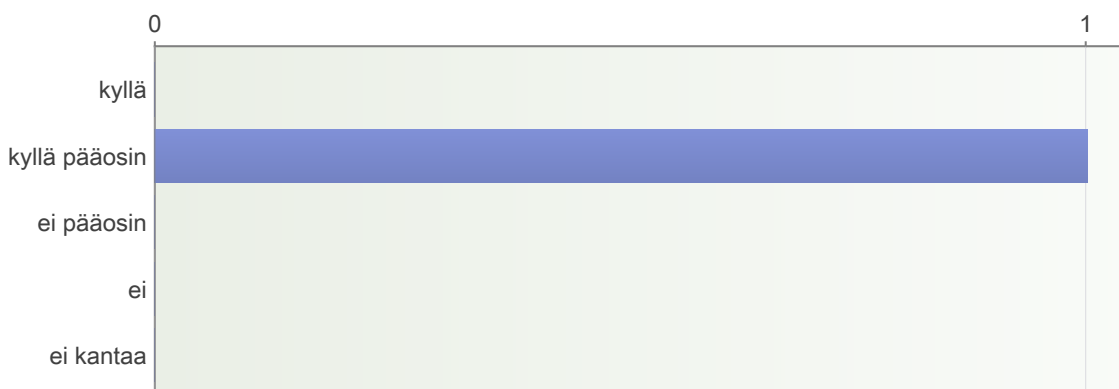 0 1
kyllä
kyllä pääosin
ei pääosin
ei
ei kantaa